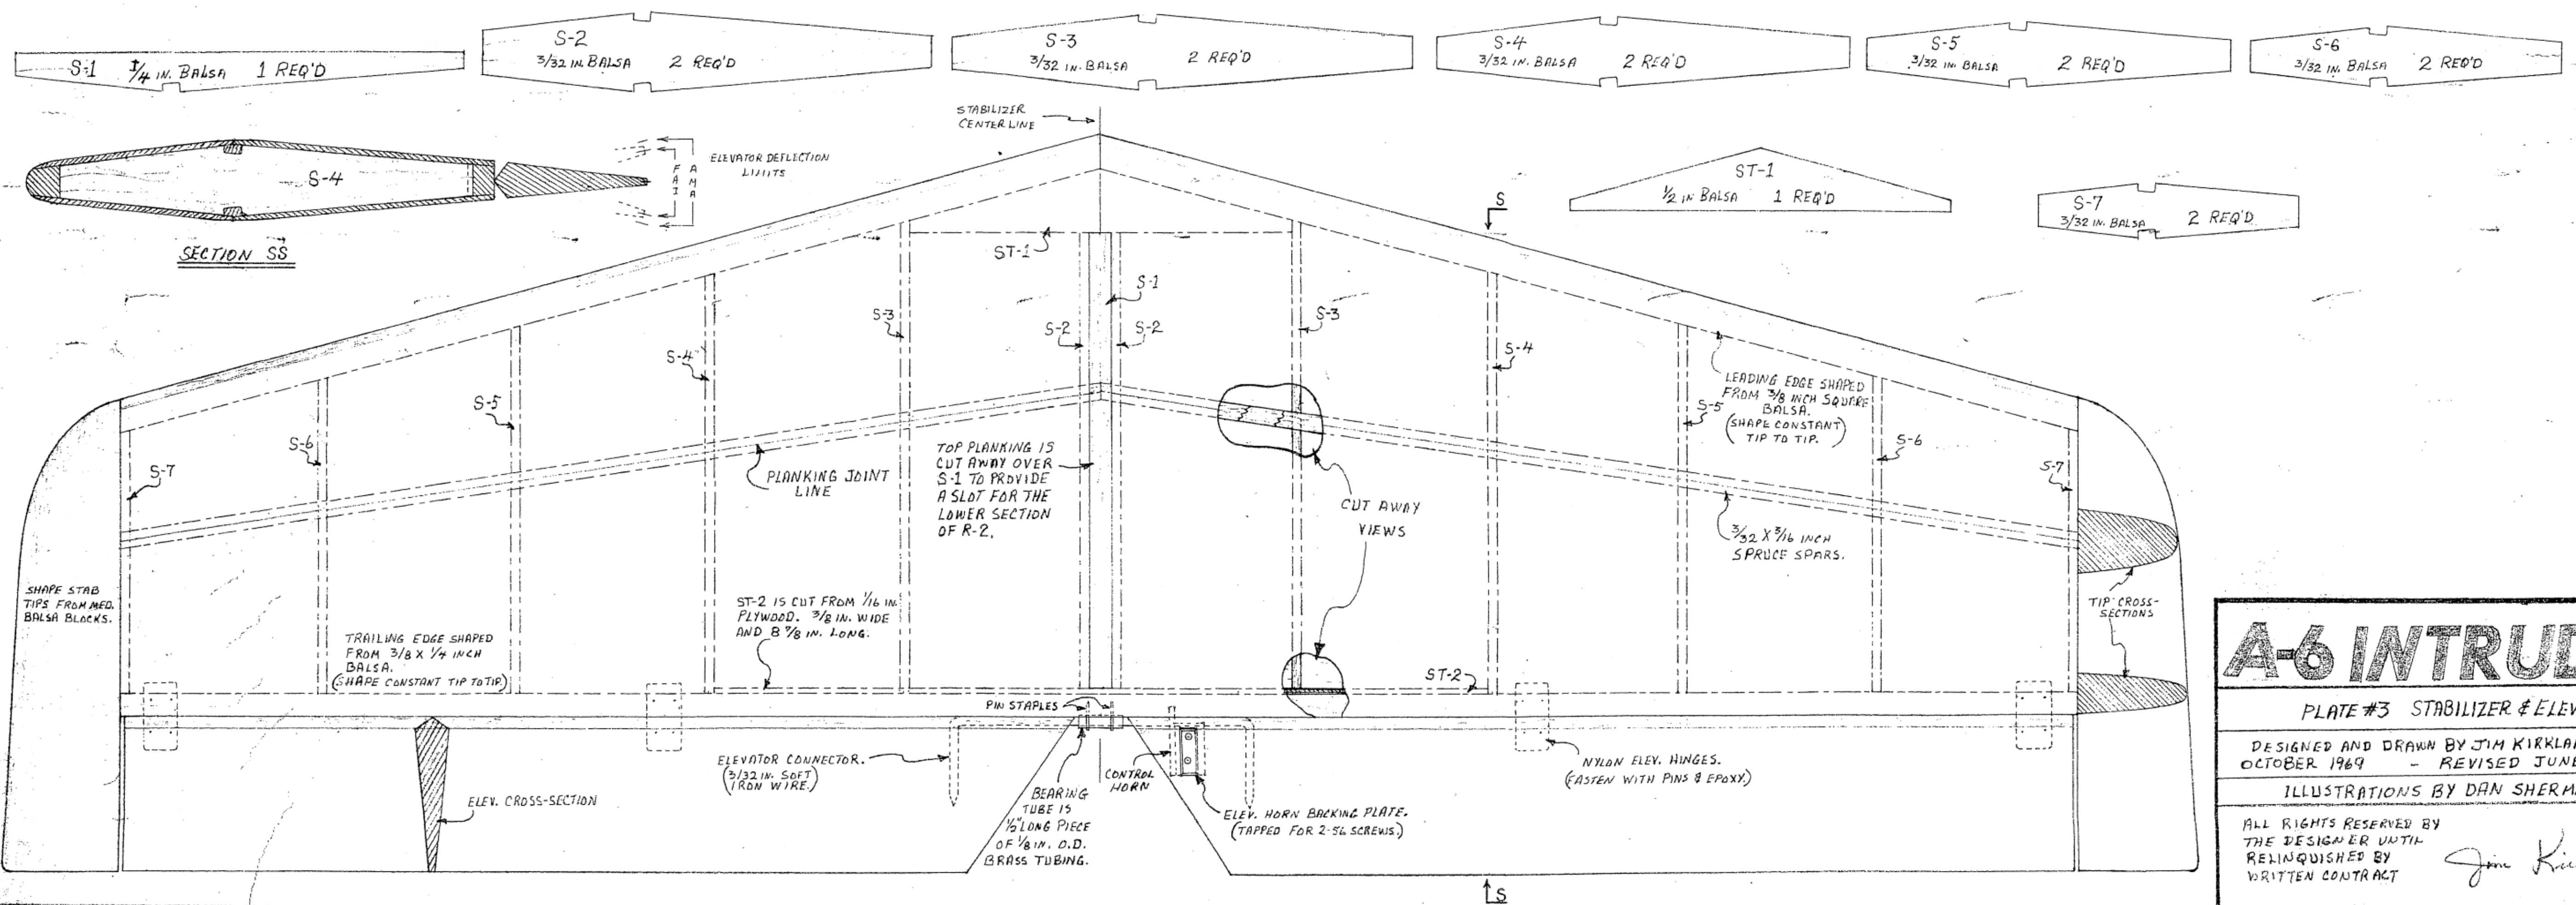 S-1 1/4 IN. BALSA 1 REQ'D
S-2
3/32 IN. BALSA 2 REQ'D
S-3
3/32 IN. BALSA 2 REQ'D
S-4
3/32 IN. BALSA 2 REQ'D
S-5
3/32 IN. BALSA 2 REQ'D
S-6
3/32 IN. BALSA 2 REQ'D
S-4
FAI
AMA
ELEVATOR DEFLECTION
LIMITS
SECTION SS
STABILIZER
CENTERLINE
ST-1
1/2 IN BALSA 1 REQ'D
S-7
3/32 IN. BALSA 2 REQ'D
S
ST-1
S-1
S-3
S-2
S-2
S-3
S-4
S-4
S-5
S-6
S-7
LEADING EDGE SHAPED
FROM 3/8 INCH SQUARE
BALSA.
(SHAPE CONSTANT
TIP TO TIP.)
S-5
S-6
S-7
PLANKING JOINT
LINE
TOP PLANKING IS
CUT AWAY OVER
S-1 TO PROVIDE
A SLOT FOR THE
LOWER SECTION
OF R-2.
CUT AWAY
VIEWS
3/32 X 3/16 INCH
SPRUCE SPARS.
SHAPE STAB
TIPS FROM MED.
BALSA BLOCKS.
TRAILING EDGE SHAPED
FROM 3/8 X 1/4 INCH
BALSA.
(SHAPE CONSTANT TIP TO TIP.)
ST-2 IS CUT FROM 1/16 IN.
PLYWOOD. 3/8 IN. WIDE
AND 8 7/8 IN. LONG.
ST-2
TIP CROSS-
SECTIONS
PIN STAPLES
ELEVATOR CONNECTOR.
(3/32 IN. SOFT
IRON WIRE.)
ELEV. CROSS-SECTION
BEARING
TUBE IS
1/2" LONG PIECE
OF 1/8 IN. O.D.
BRASS TUBING.
CONTROL
HORN
ELEV. HORN BACKING PLATE.
(TAPPED FOR 2-56 SCREWS.)
NYLON ELEV. HINGES.
(FASTEN WITH PINS & EPOXY.)
S
A-6 INTRUD
PLATE #3 STABILIZER & ELEV
DESIGNED AND DRAWN BY JIM KIRKLA
OCTOBER 1969 - REVISED JUNE
ILLUSTRATIONS BY DAN SHERM
ALL RIGHTS RESERVED BY
THE DESIGNER UNTIL
RELINQUISHED BY
WRITTEN CONTRACT
Jim Ki